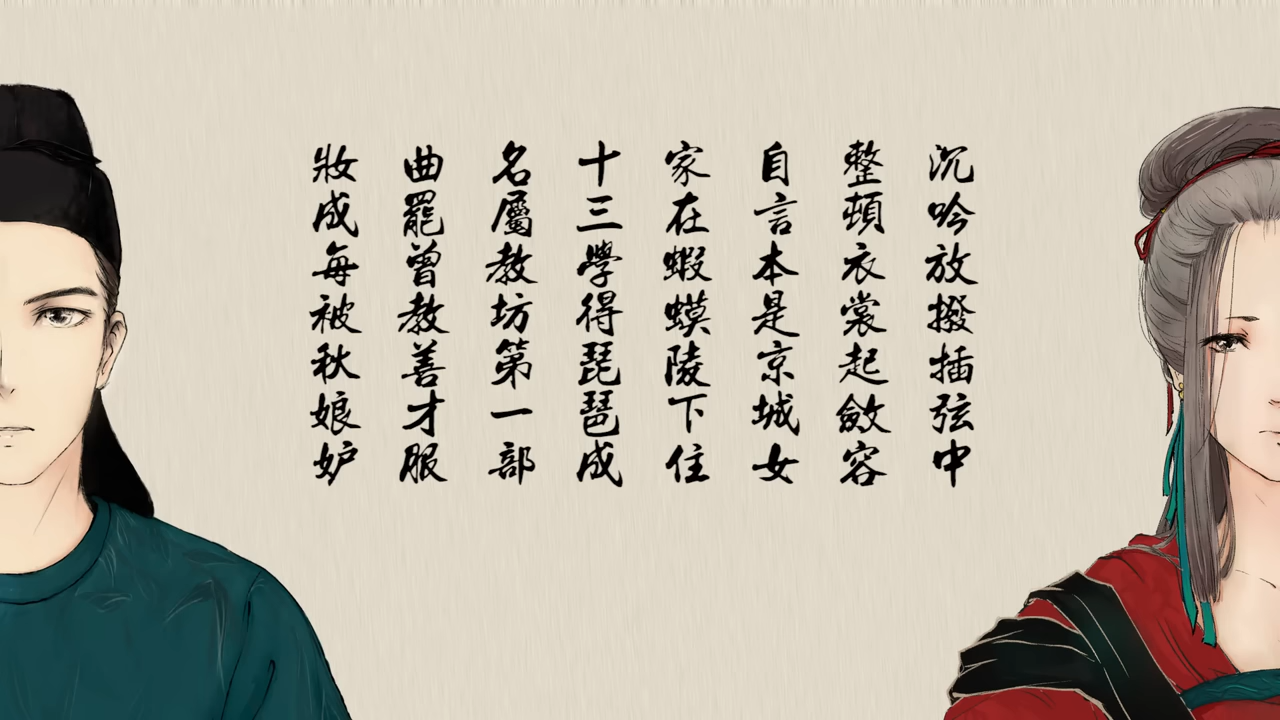 沉吟放撥插弦中
整頓衣裳起斂容
自言本是京城女
家在蝦蟆陵下住
十三學得琵琶成
名屬教坊第一部
曲罷曾教善才服
妝成每被秋娘妒